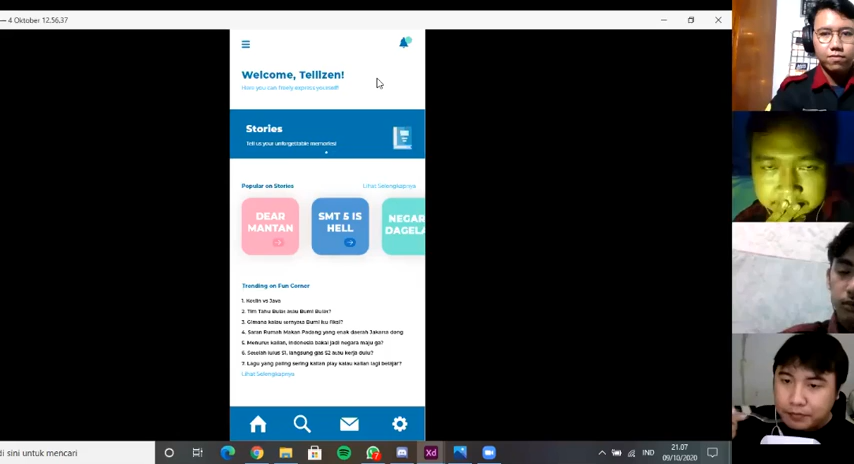 4 Oktober 12.56.37
Welcome, Tellizen!
Here you can freely express yourself!
Stories
Tell us your unforgettable memories!
Popular on Stories
Lihat Selengkapnya
DEAR MANTAN
SMT 5 IS HELL
NEGAR
DAGELA
Trending on Fun Corner
1. Kotlin vs Java
2. Tim Tahu Bulat atau Bumi Bulat?
3. Gimana kalau ternyata Bumi itu fiksi?
4. Saran Rumah Makan Padang yang enak daerah Jakarta dong
5. Menurut kalian, Indonesia bakal jadi negara maju ga?
6. Setelah lulus S1, langsung gas S2 atau kerja dulu?
7. Lagu yang paling sering kalian play kalau kalian lagi belajar?
Lihat Selengkapnya
di sini untuk mencari
Xd
IND
21.07
09/10/2020